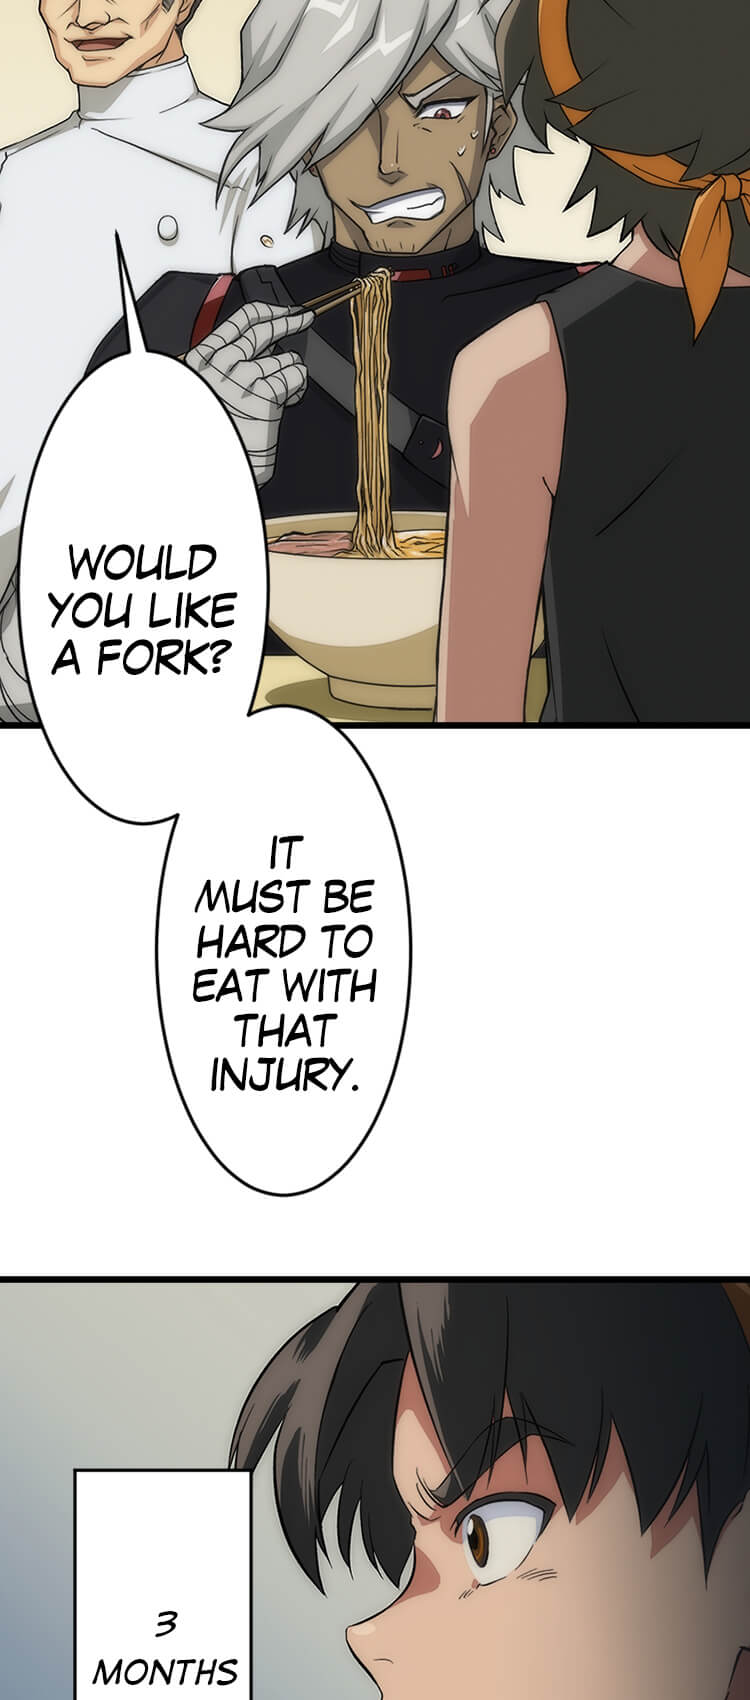 WOULD
YOU LIKE
A FORK?
IT
MUST BE
HARD TO
EAT WITH
THAT
INJURY.
3
MONTHS